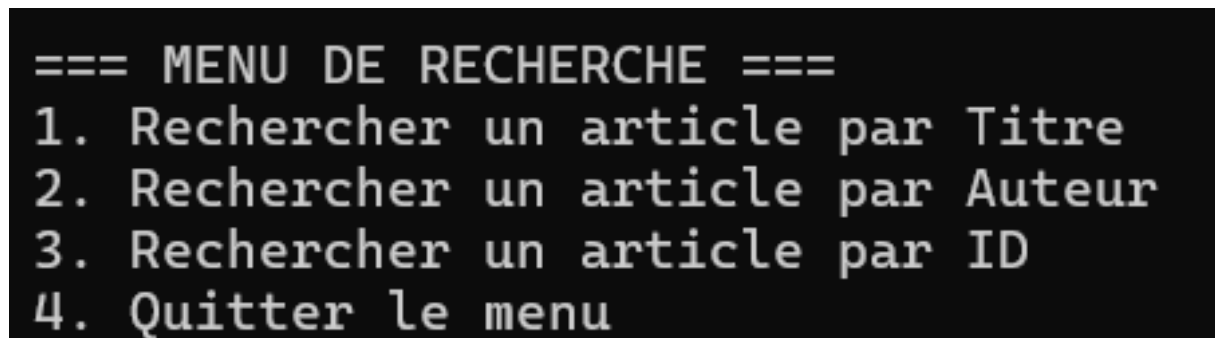 === MENU DE RECHERCHE ===
1. Rechercher un article par Titre
2. Rechercher un article par Auteur
3. Rechercher un article par ID
4. Quitter le menu